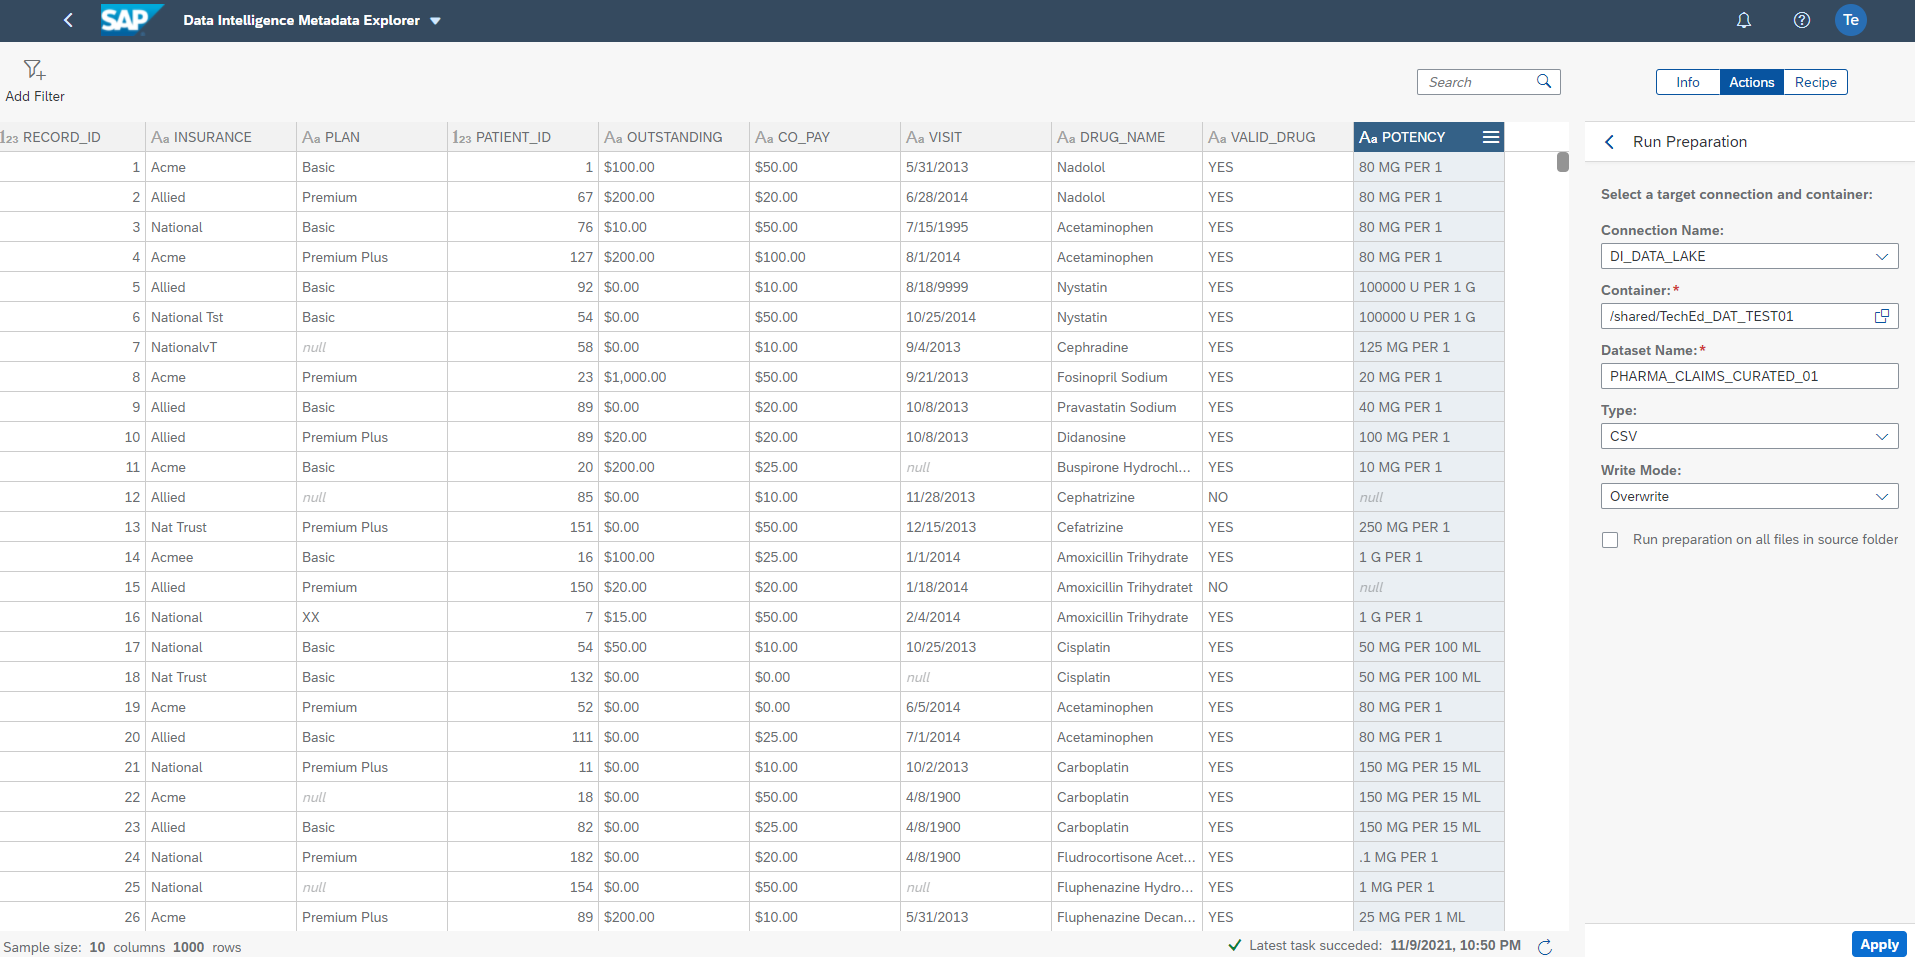 SAP Data Intelligence Metadata Explorer Te
Add Filter
Search
Info Actions Recipe
123 RECORD_ID Aa INSURANCE Aa PLAN 123 PATIENT_ID Aa OUTSTANDING Aa CO_PAY Aa VISIT Aa DRUG_NAME Aa VALID_DRUG Aa POTENCY
1 Acme Basic 1 $100.00 $50.00 5/31/2013 Nadolol YES 80 MG PER 1
2 Allied Premium 67 $200.00 $20.00 6/28/2014 Nadolol YES 80 MG PER 1
3 National Basic 76 $10.00 $50.00 7/15/1995 Acetaminophen YES 80 MG PER 1
4 Acme Premium Plus 127 $200.00 $100.00 8/1/2014 Acetaminophen YES 80 MG PER 1
5 Allied Basic 92 $0.00 $10.00 8/18/9999 Nystatin YES 100000 U PER 1 G
6 National Tst Basic 54 $0.00 $50.00 10/25/2014 Nystatin YES 100000 U PER 1 G
7 NationalvT null 58 $0.00 $10.00 9/4/2013 Cephradine YES 125 MG PER 1
8 Acme Premium 23 $1,000.00 $50.00 9/21/2013 Fosinopril Sodium YES 20 MG PER 1
9 Allied Basic 89 $0.00 $20.00 10/8/2013 Pravastatin Sodium YES 40 MG PER 1
10 Allied Premium Plus 89 $20.00 $20.00 10/8/2013 Didanosine YES 100 MG PER 1
11 Acme Basic 20 $200.00 $25.00 null Buspirone Hydrochl... YES 10 MG PER 1
12 Allied null 85 $0.00 $10.00 11/28/2013 Cephatrizine NO null
13 Nat Trust Premium Plus 151 $0.00 $50.00 12/15/2013 Cefatrizine YES 250 MG PER 1
14 Acmee Basic 16 $100.00 $25.00 1/1/2014 Amoxicillin Trihydrate YES 1 G PER 1
15 Allied Premium 150 $20.00 $20.00 1/18/2014 Amoxicillin Trihydratet NO null
16 National XX 7 $15.00 $50.00 2/4/2014 Amoxicillin Trihydrate YES 1 G PER 1
17 National Basic 54 $50.00 $10.00 10/25/2013 Cisplatin YES 50 MG PER 100 ML
18 Nat Trust Basic 132 $0.00 $0.00 null Cisplatin YES 50 MG PER 100 ML
19 Acme Premium 52 $0.00 $0.00 6/5/2014 Acetaminophen YES 80 MG PER 1
20 Allied Basic 111 $0.00 $25.00 7/1/2014 Acetaminophen YES 80 MG PER 1
21 National Premium Plus 11 $0.00 $10.00 10/2/2013 Carboplatin YES 150 MG PER 15 ML
22 Acme null 18 $0.00 $50.00 4/8/1900 Carboplatin YES 150 MG PER 15 ML
23 Allied Basic 82 $0.00 $25.00 4/8/1900 Carboplatin YES 150 MG PER 15 ML
24 National Premium 182 $0.00 $20.00 4/8/1900 Fludrocortisone Acet... YES .1 MG PER 1
25 National null 154 $0.00 $50.00 null Fluphenazine Hydro... YES 1 MG PER 1
26 Acme Premium Plus 89 $200.00 $10.00 5/31/2013 Fluphenazine Decan... YES 25 MG PER 1 ML
Sample size: 10 columns 1000 rows
Latest task succeded: 11/9/2021, 10:50 PM
Run Preparation
Select a target connection and container:
Connection Name:
DI_DATA_LAKE
Container:*
/shared/TechEd_DAT_TEST01
Dataset Name:*
PHARMA_CLAIMS_CURATED_01
Type:
CSV
Write Mode:
Overwrite
Run preparation on all files in source folder
Apply